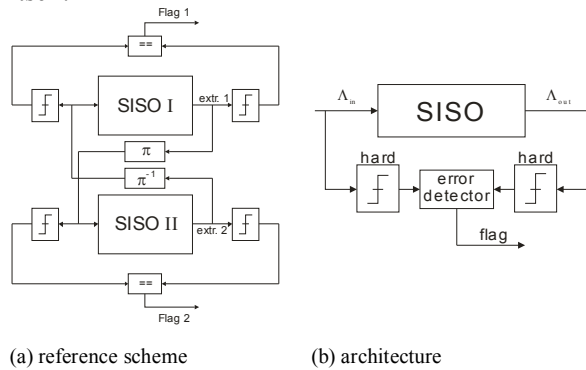 Flag 1
==
SISO I
extr. 1
π
π-1
SISO II
extr. 2
==
Flag 2
(a) reference scheme
Λin
SISO
Λout
hard
hard
error
detector
flag
(b) architecture